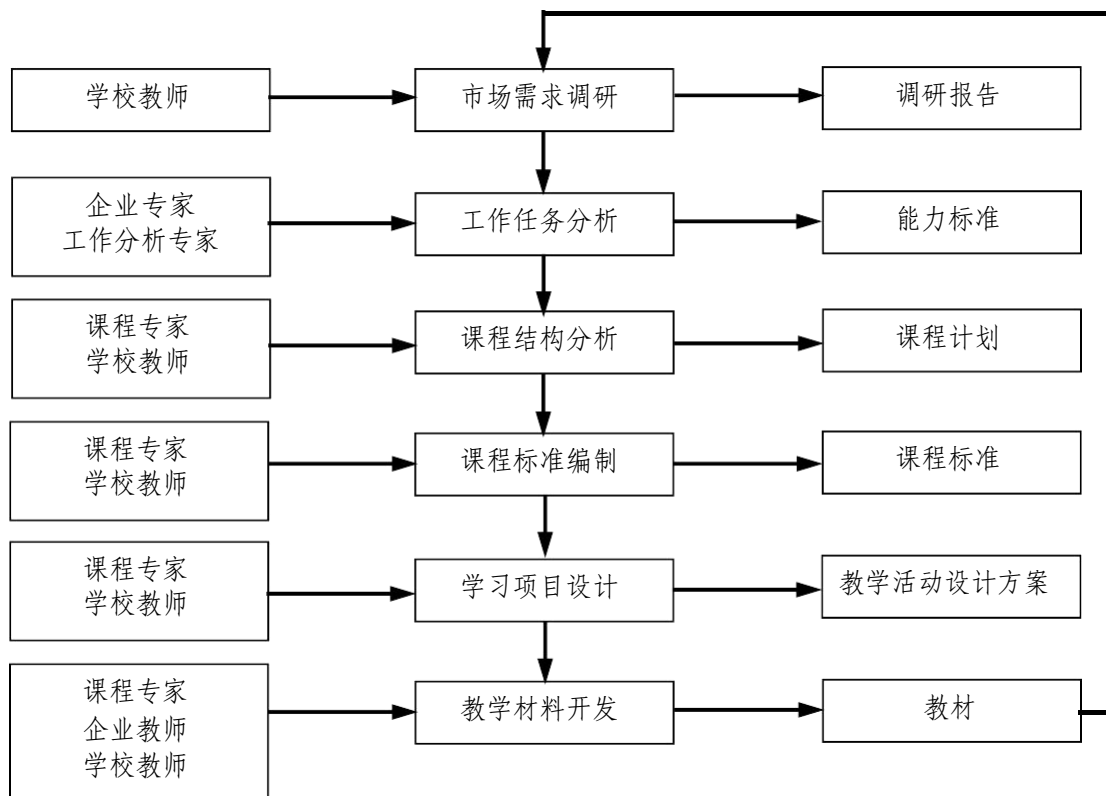 学校教师
市场需求调研
调研报告
企业专家
工作分析专家
工作任务分析
能力标准
课程专家
学校教师
课程结构分析
课程计划
课程专家
学校教师
课程标准编制
课程标准
课程专家
学校教师
学习项目设计
教学活动设计方案
课程专家
企业教师
学校教师
教学材料开发
教材